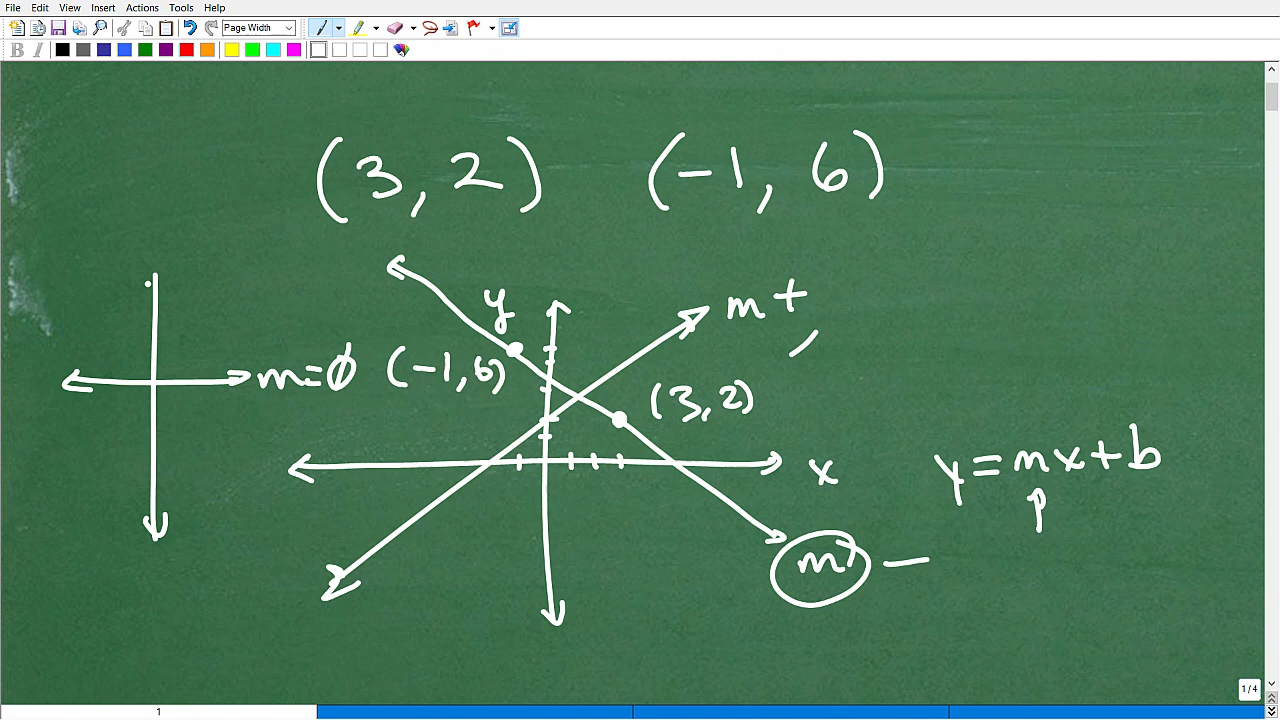 File Edit View Insert Actions Tools Help
Page Width
B I
(3, 2) (-1, 6)
y
m +
m=0
(-1, 6)
(3, 2)
x
y = mx + b
m
1/4
1